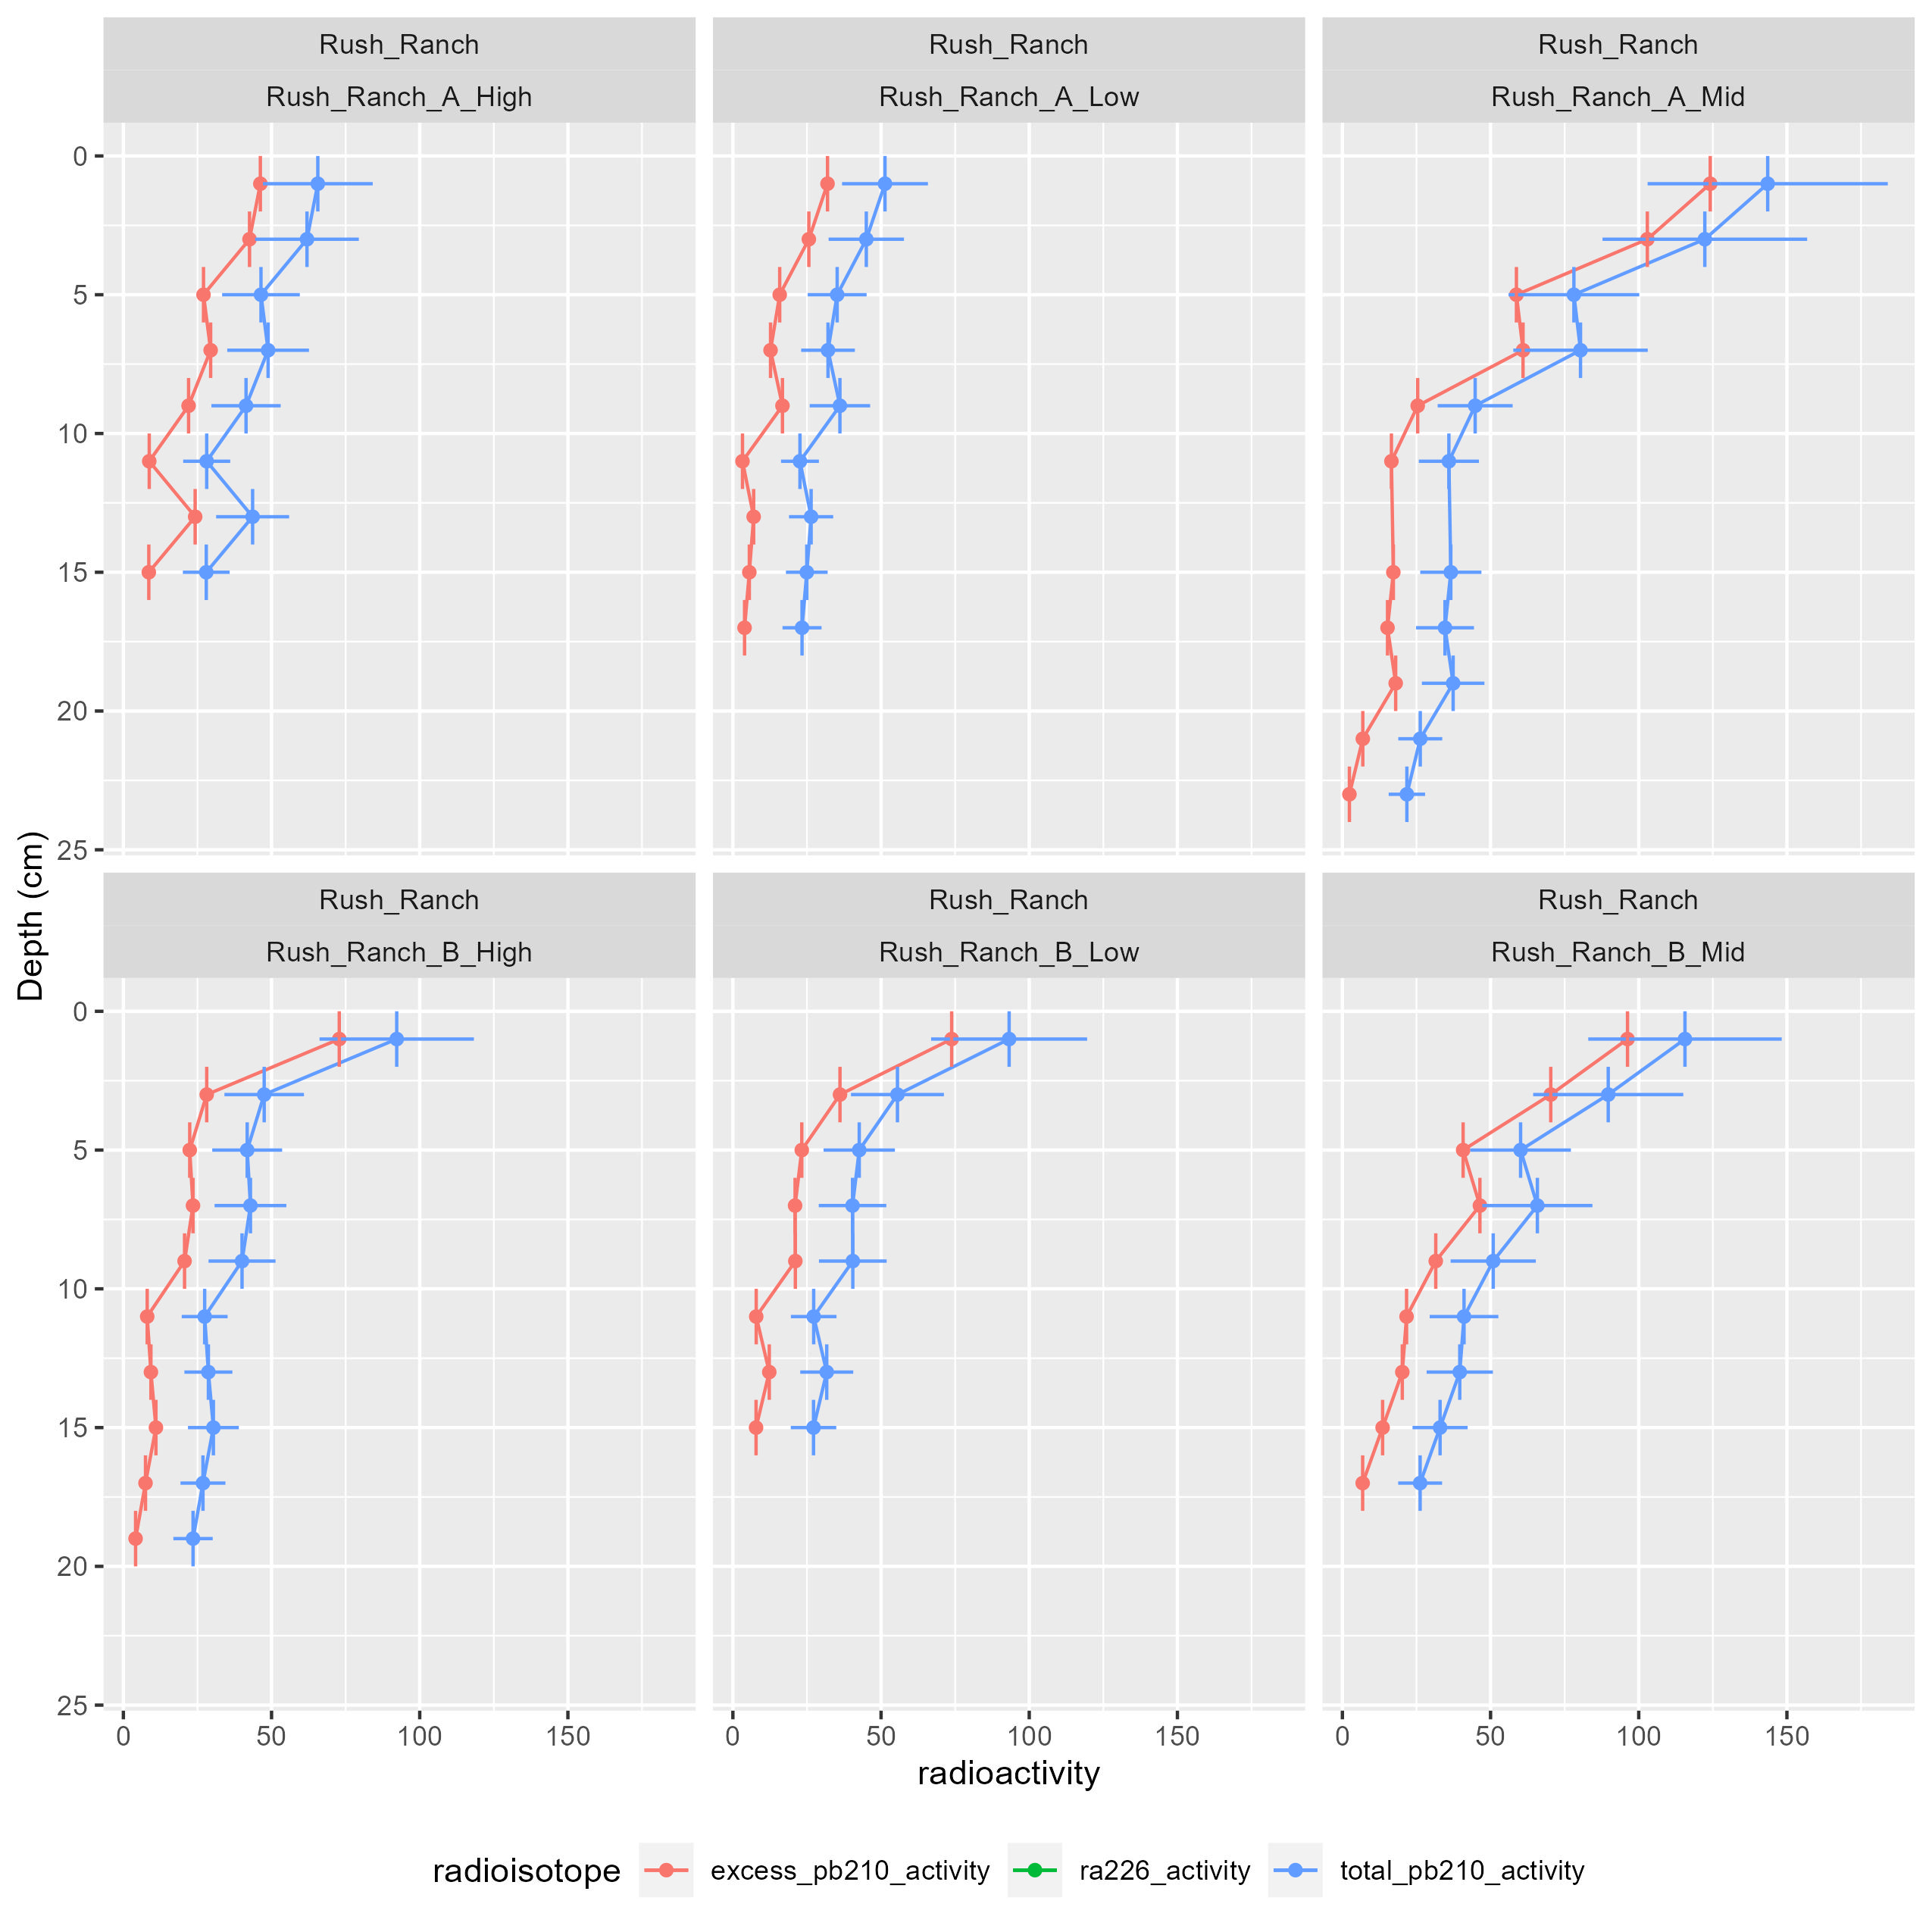 Rush_Ranch Rush_Ranch Rush_Ranch
Rush_Ranch_A_High Rush_Ranch_A_Low Rush_Ranch_A_Mid
0
5
10
15
20
25
Depth (cm)
Rush_Ranch Rush_Ranch Rush_Ranch
Rush_Ranch_B_High Rush_Ranch_B_Low Rush_Ranch_B_Mid
0
5
10
15
20
25
0 50 100 150 0 50 100 150 0 50 100 150
radioactivity
radioisotope excess_pb210_activity ra226_activity total_pb210_activity